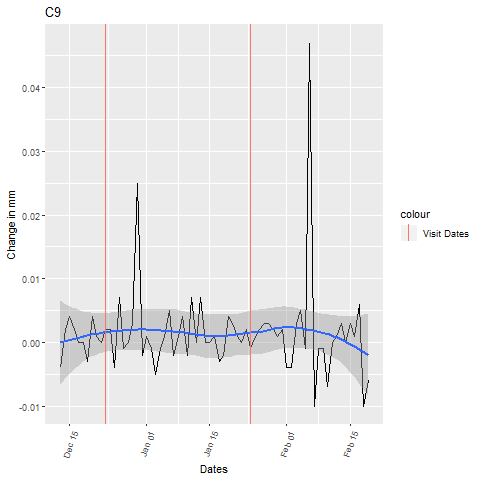 C9
0.04
0.03
0.02
0.01
0.00
-0.01
Change in mm
Dec 15
Jan 01
Jan 15
Feb 01
Feb 15
Dates
colour
Visit Dates